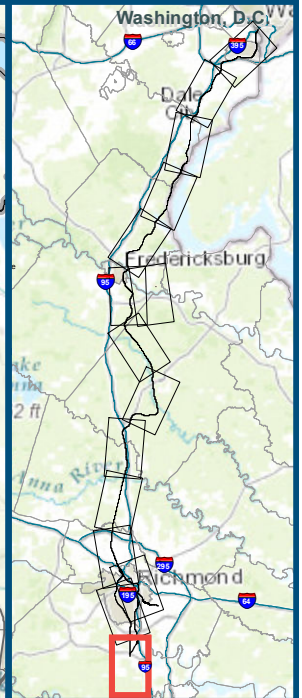 Washington, D.C.
66
395
Dale
City
Fredericksburg
95
2 ft
Anna River
295
Richmond
195
64
95